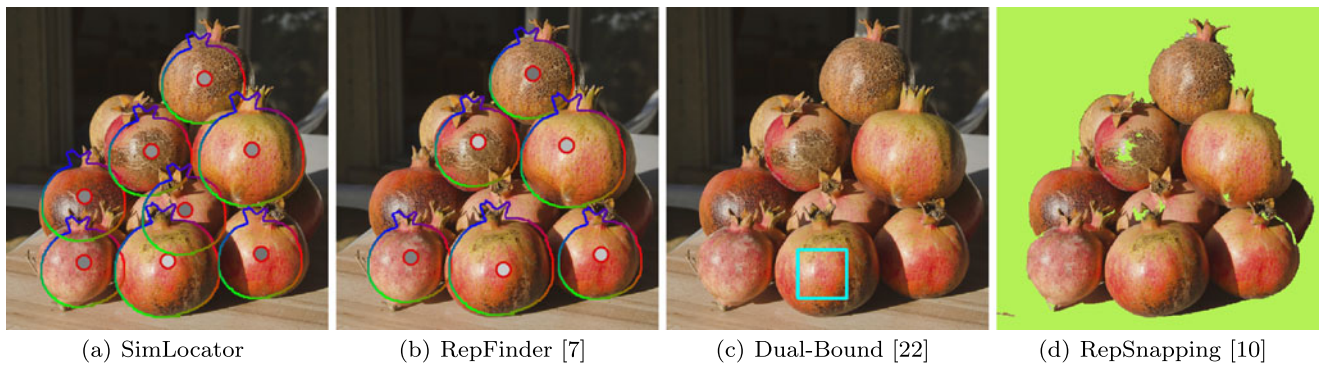 (a) SimLocator
(b) RepFinder [7]
(c) Dual-Bound [22]
(d) RepSnapping [10]